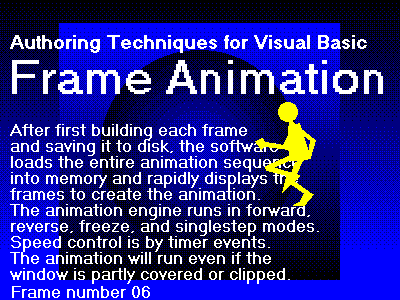 Authoring Techniques for Visual Basic
Frame Animation
After first building each frame
and saving it to disk, the software
loads the entire animation sequence
into memory and rapidly displays the
frames to create the animation.
The animation engine runs in forward,
reverse, freeze, and singlestep modes.
Speed control is by timer events.
The animation will run even if the
window is partly covered or clipped.
Frame number 06